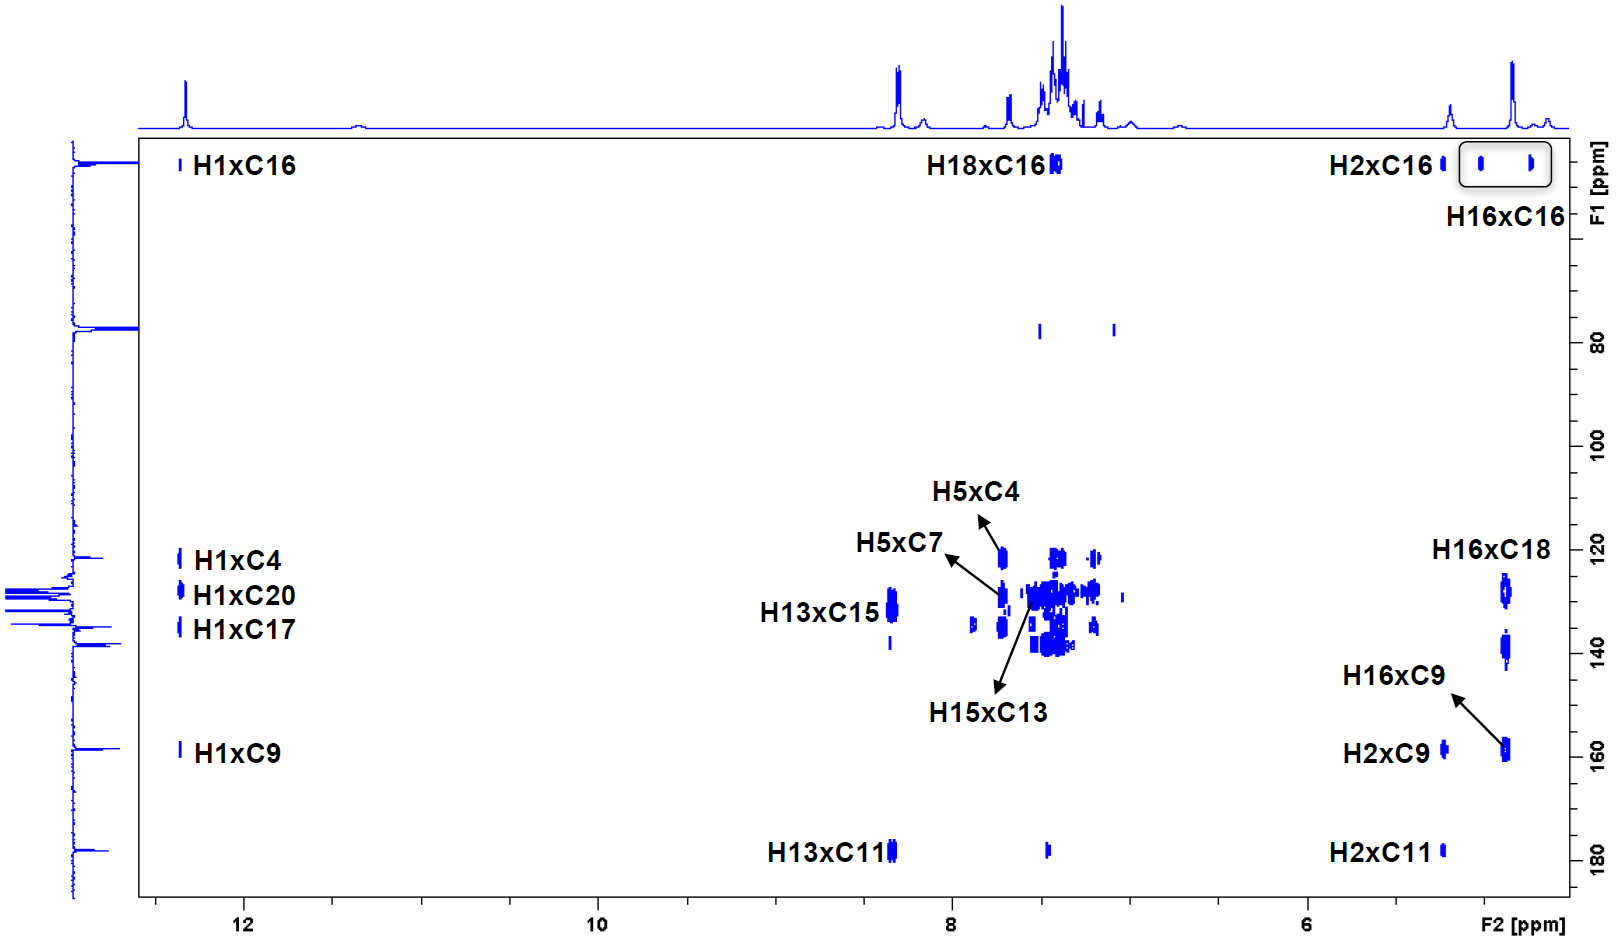 H1xC16
H18xC16
H2xC16
H16xC16
F1 [ppm]
80
100
H5xC4
H5xC7
120
H16xC18
H1xC4
H1xC20
H13xC15
H1xC17
140
H16xC9
H15xC13
H1xC9
H2xC9
160
H13xC11
H2xC11
180
12
10
8
6
F2 [ppm]